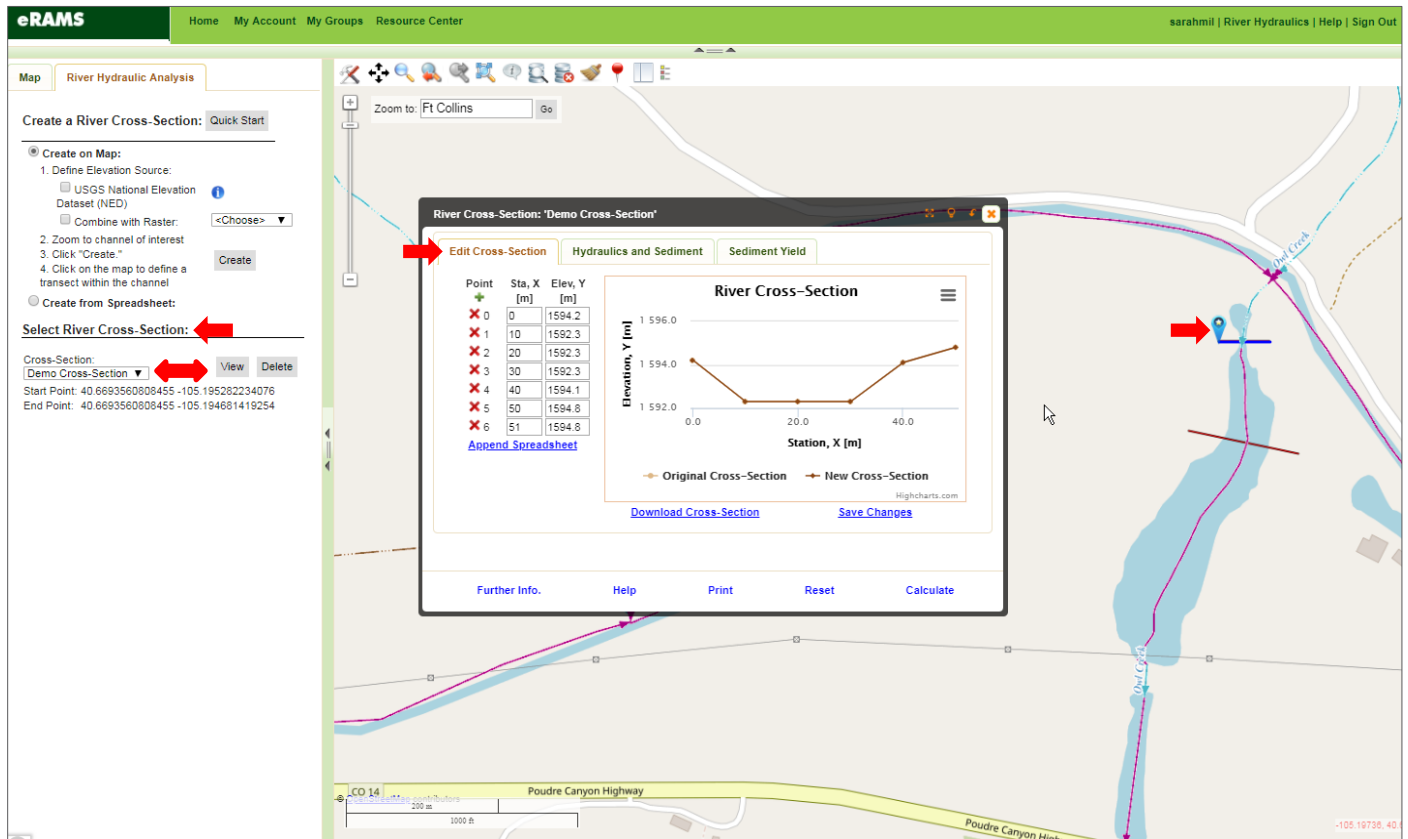 eRAMS
Home My Account My Groups Resource Center
sarahmil | River Hydraulics | Help | Sign Out
Map River Hydraulic Analysis
Create a River Cross-Section: Quick Start
Create on Map:
1. Define Elevation Source:
USGS National Elevation
Dataset (NED)
Combine with Raster: <Choose>
2. Zoom to channel of interest
3. Click "Create."
4. Click on the map to define a
transect within the channel
Create
Create from Spreadsheet:
Select River Cross-Section:
Cross-Section:
Demo Cross-Section View Delete
Start Point: 40.6693560808455 -105.195282234076
End Point: 40.6693560808455 -105.194681419254
Zoom to: Ft Collins Go
River Cross-Section: 'Demo Cross-Section'
Edit Cross-Section Hydraulics and Sediment Sediment Yield
Point Sta, X Elev, Y
[m] [m]
0 0 1594.2
1 10 1592.3
2 20 1592.3
3 30 1592.3
4 40 1594.1
5 50 1594.8
6 51 1594.8
Append Spreadsheet
River Cross-Section
Elevation, Y [m]
1 596.0
1 594.0
1 592.0
0.0 20.0 40.0
Station, X [m]
Original Cross-Section New Cross-Section
Highcharts.com
Download Cross-Section Save Changes
Further Info. Help Print Reset Calculate
Owl Creek
Owl Creek
CO 14
© OpenStreetMap contributors
200 m
1000 ft
Poudre Canyon Highway
Poudre Canyon
-105.19736, 40.6